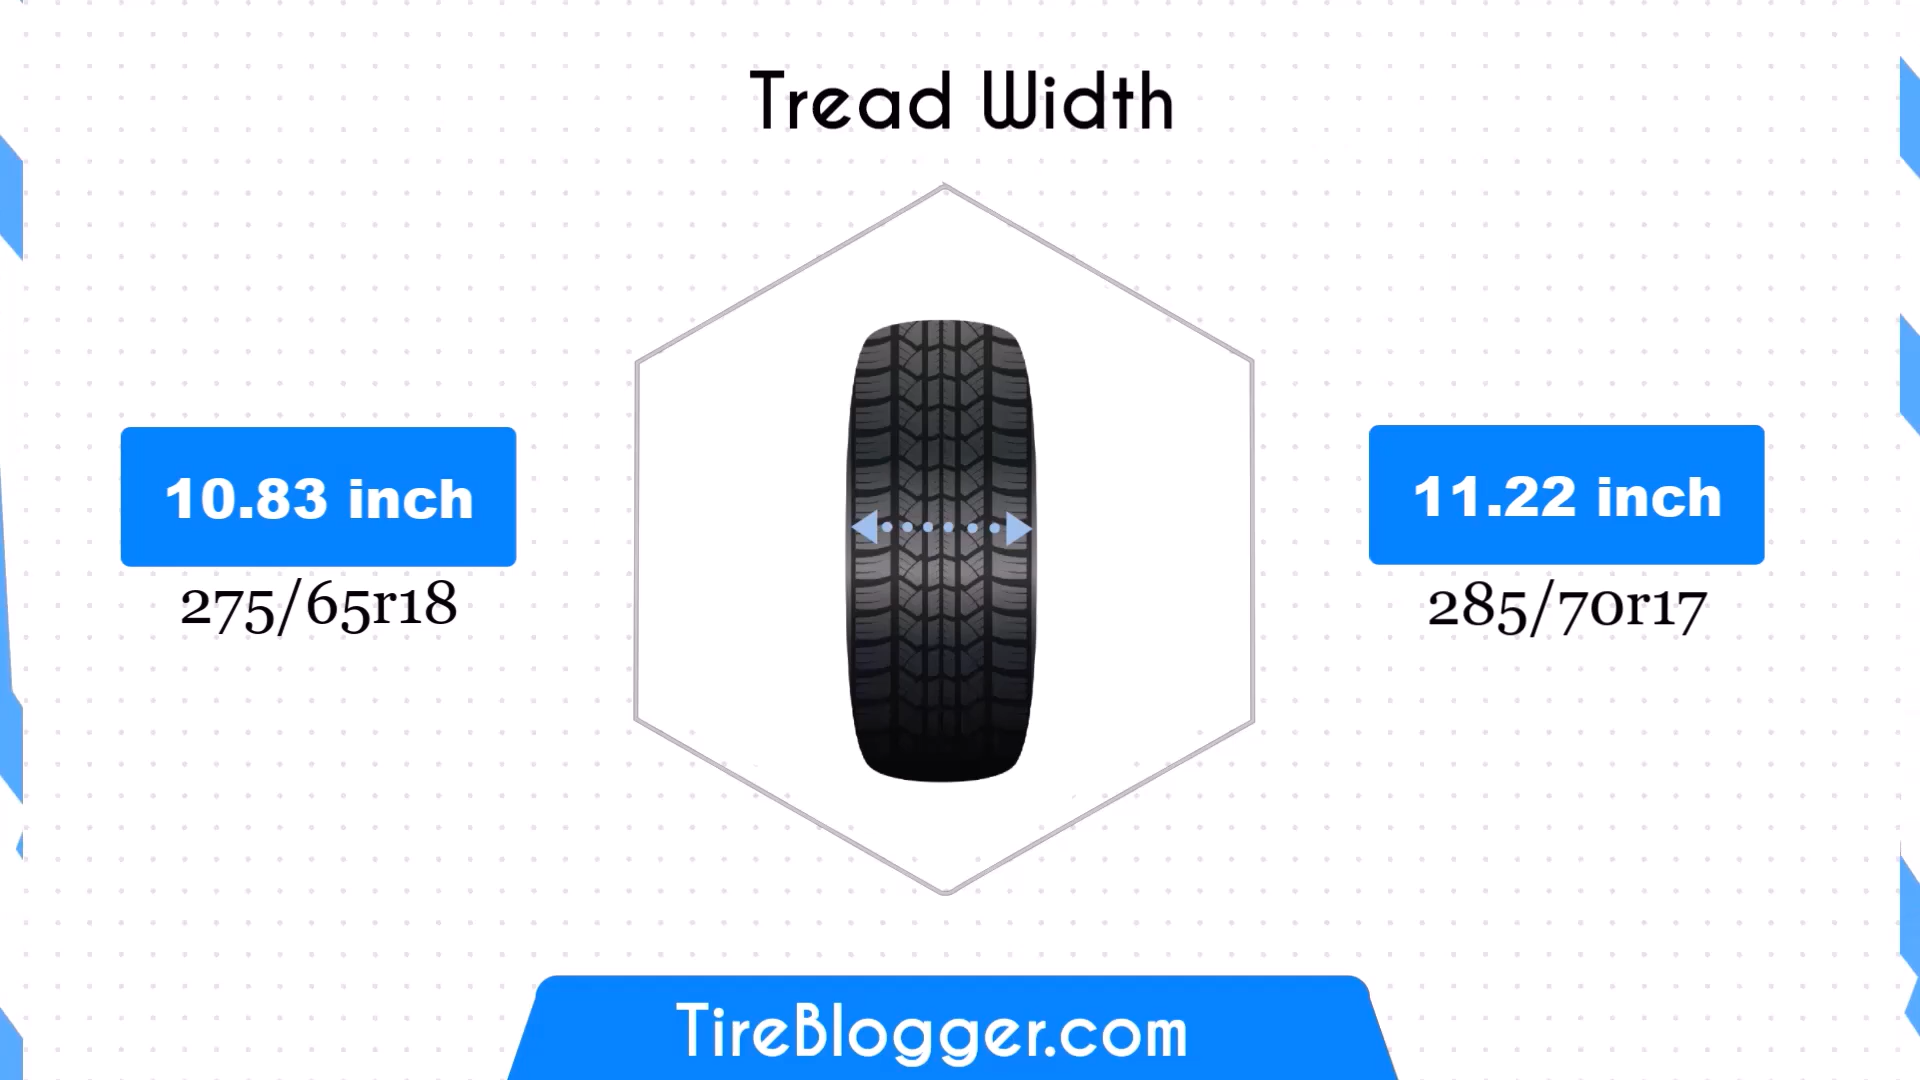 Tread Width
10.83 inch
275/65r18
11.22 inch
285/70r17
TireBlogger.com